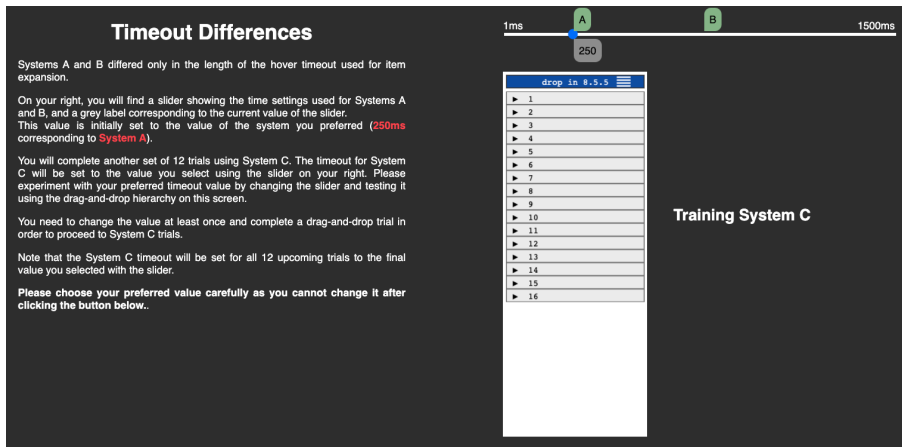 Timeout Differences
Systems A and B differed only in the length of the hover timeout used for item
expansion.
On your right, you will find a slider showing the time settings used for Systems A
and B, and a grey label corresponding to the current value of the slider.
This value is initially set to the value of the system you preferred (250ms
corresponding to System A).
You will complete another set of 12 trials using System C. The timeout for System
C will be set to the value you select using the slider on your right. Please
experiment with your preferred timeout value by changing the slider and testing it
using the drag-and-drop hierarchy on this screen.
You need to change the value at least once and complete a drag-and-drop trial in
order to proceed to System C trials.
Note that the System C timeout will be set for all 12 upcoming trials to the final
value you selected with the slider.
Please choose your preferred value carefully as you cannot change it after
clicking the button below..
1ms
A
B
1500ms
250
drop in 8.5.5
1
2
3
4
5
6
7
8
9
10
11
12
13
14
15
16
Training System C